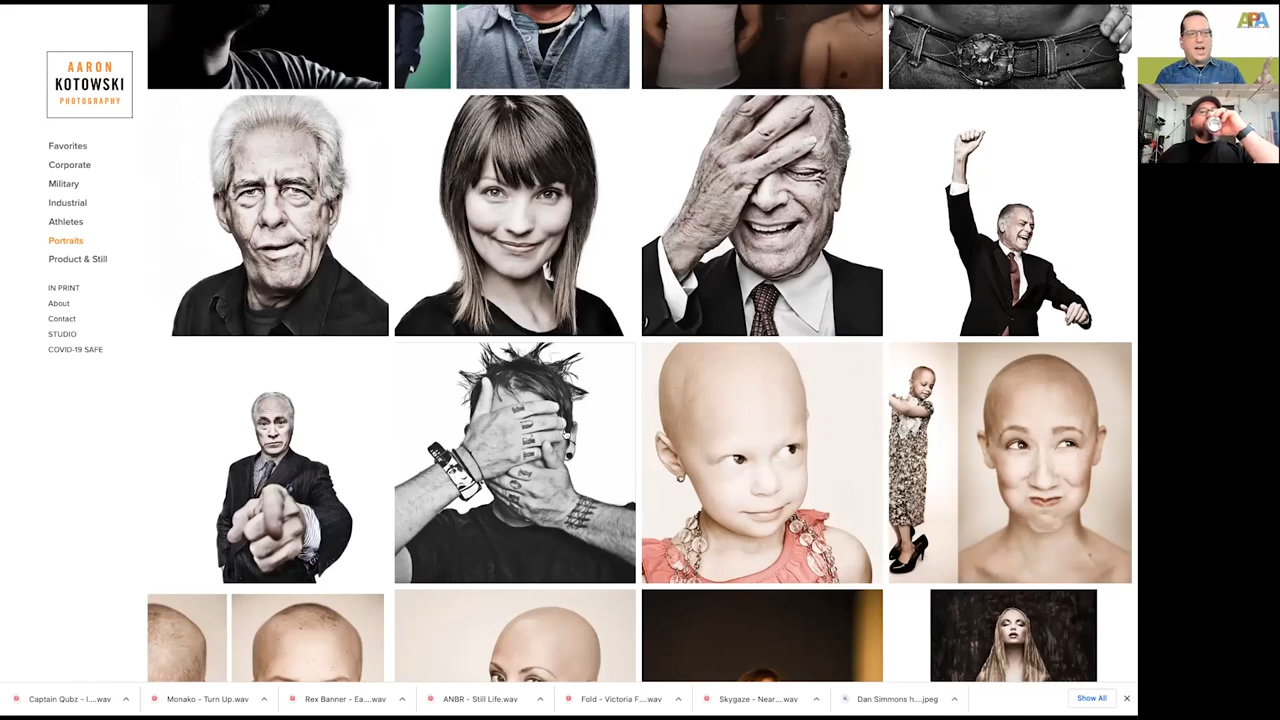 AARON
KOTOWSKI
PHOTOGRAPHY
Favorites
Corporate
Military
Industrial
Athletes
Portraits
Product & Still
IN PRINT
About
Contact
STUDIO
COVID-19 SAFE
APA
Captain Qubz - I....wav
Monako - Turn Up.wav
Rex Banner - Ea....wav
ANBR - Still Life.wav
Fold - Victoria F....wav
Skygaze - Near....wav
Dan Simmons h....jpeg
Show All